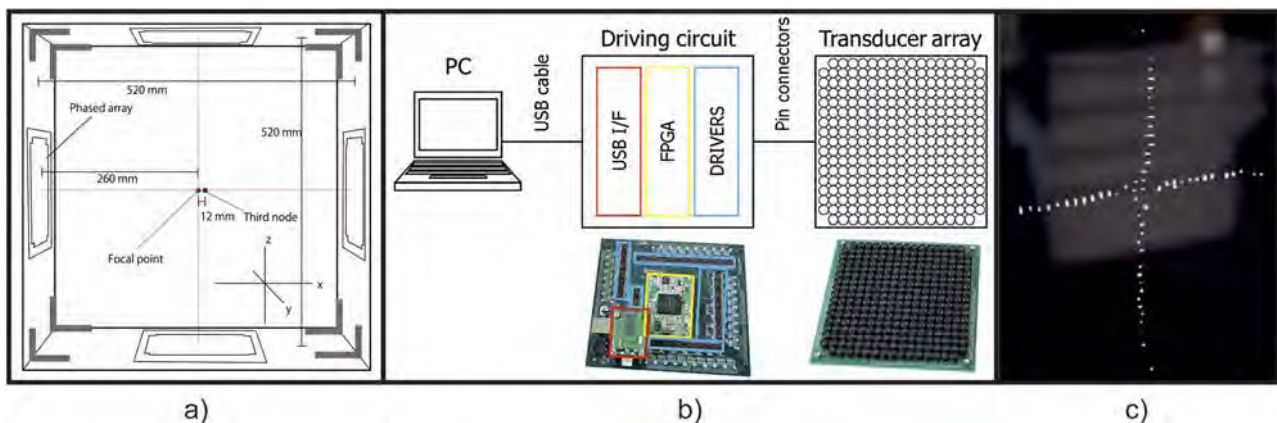 520 mm
Phased array
520 mm
260 mm
12 mm
Third node
Focal point
z
x
y
PC
USB cable
Driving circuit
USB I/F
FPGA
DRIVERS
Pin connectors
Transducer array
a)
b)
c)